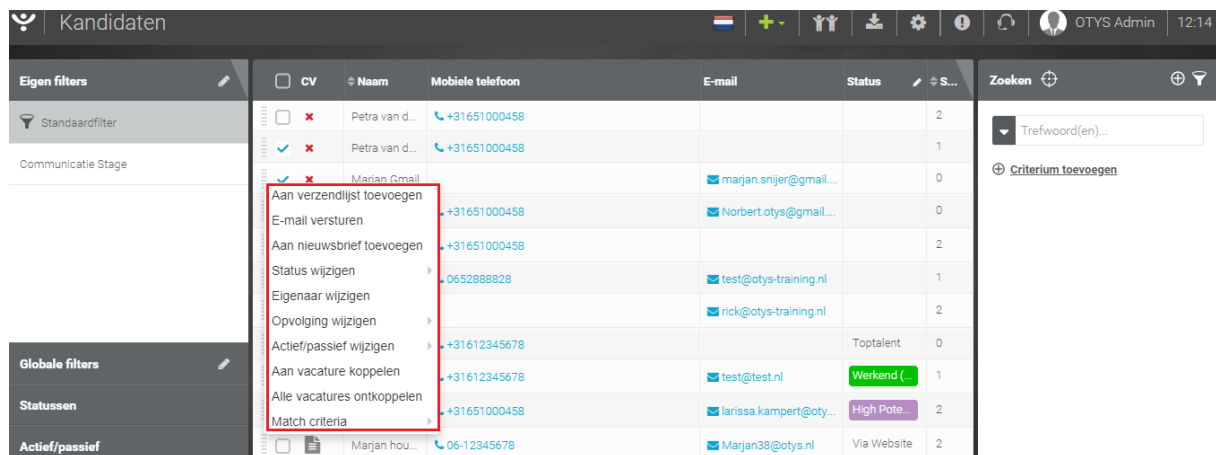 Kandidaten OTYS Admin 12:14
Eigen filters
Standaardfilter
Communicatie Stage
Globale filters
Statussen
Actief/passief
CV Naam Mobiele telefoon E-mail Status S...
Petra van d... +31651000458 2
Petra van d... +31651000458 1
Marjan Gmail marjan.snijer@gmail.... 0
+31651000458 Norbert.otys@gmail.... 0
+31651000458 2
0652888828 test@otys-training.nl 1
rick@otys-training.nl 2
+31612345678 Toptalent 0
+31612345678 test@test.nl Werkend (... 1
+31651000458 larissa.kampert@oty... High Pote... 2
Marjan hou... 06-12345678 Marjan38@otys.nl Via Website 2
Aan verzendlijst toevoegen
E-mail versturen
Aan nieuwsbrief toevoegen
Status wijzigen
Eigenaar wijzigen
Opvolging wijzigen
Actief/passief wijzigen
Aan vacature koppelen
Alle vacatures ontkoppelen
Match criteria
Zoeken
Trefwoord(en)...
Criterium toevoegen